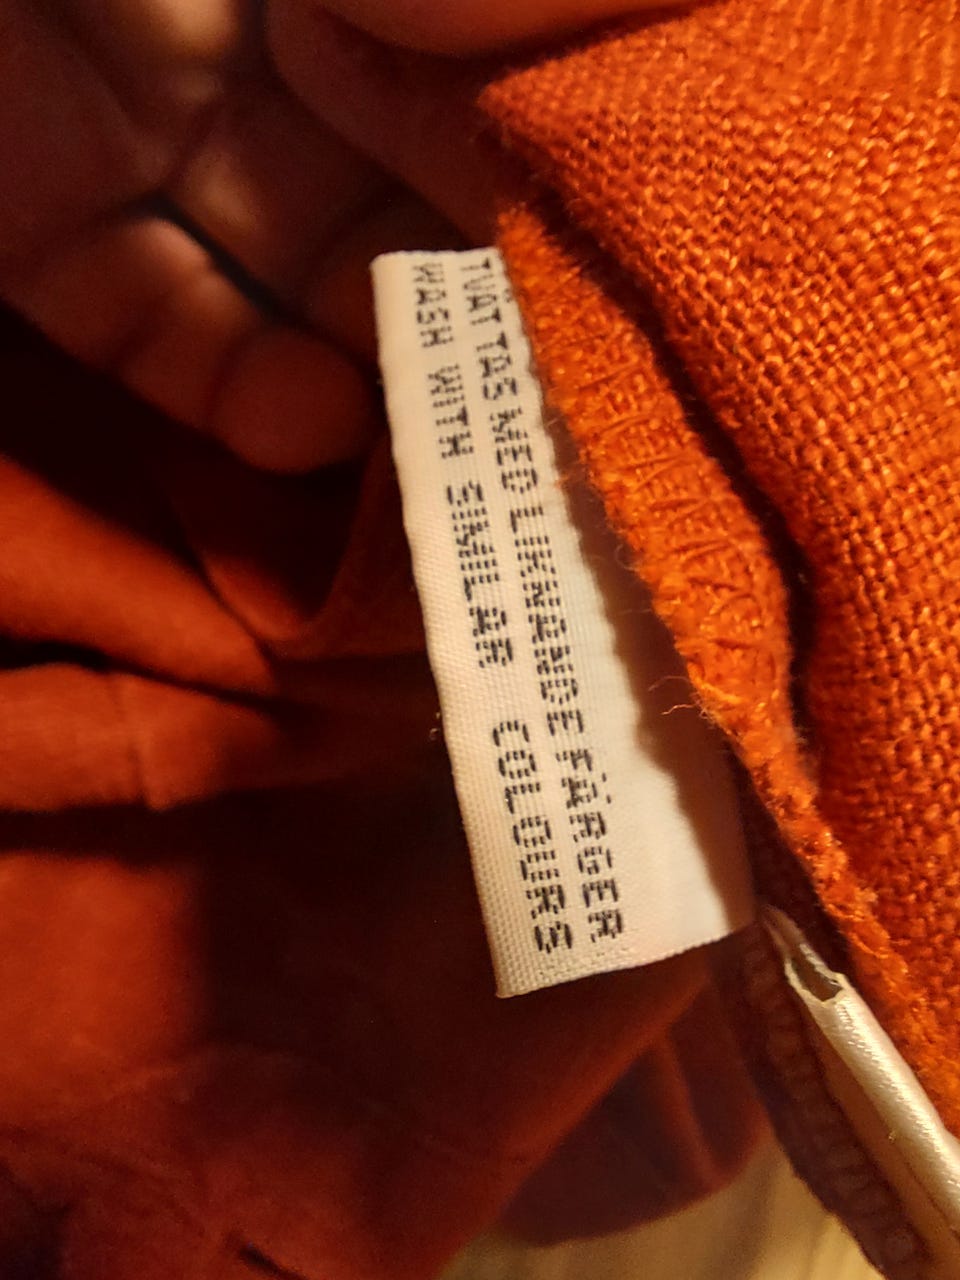 TVÄTTAS MED LIKNANDE FÄRGER
WASH WITH SIMILAR COLOURS